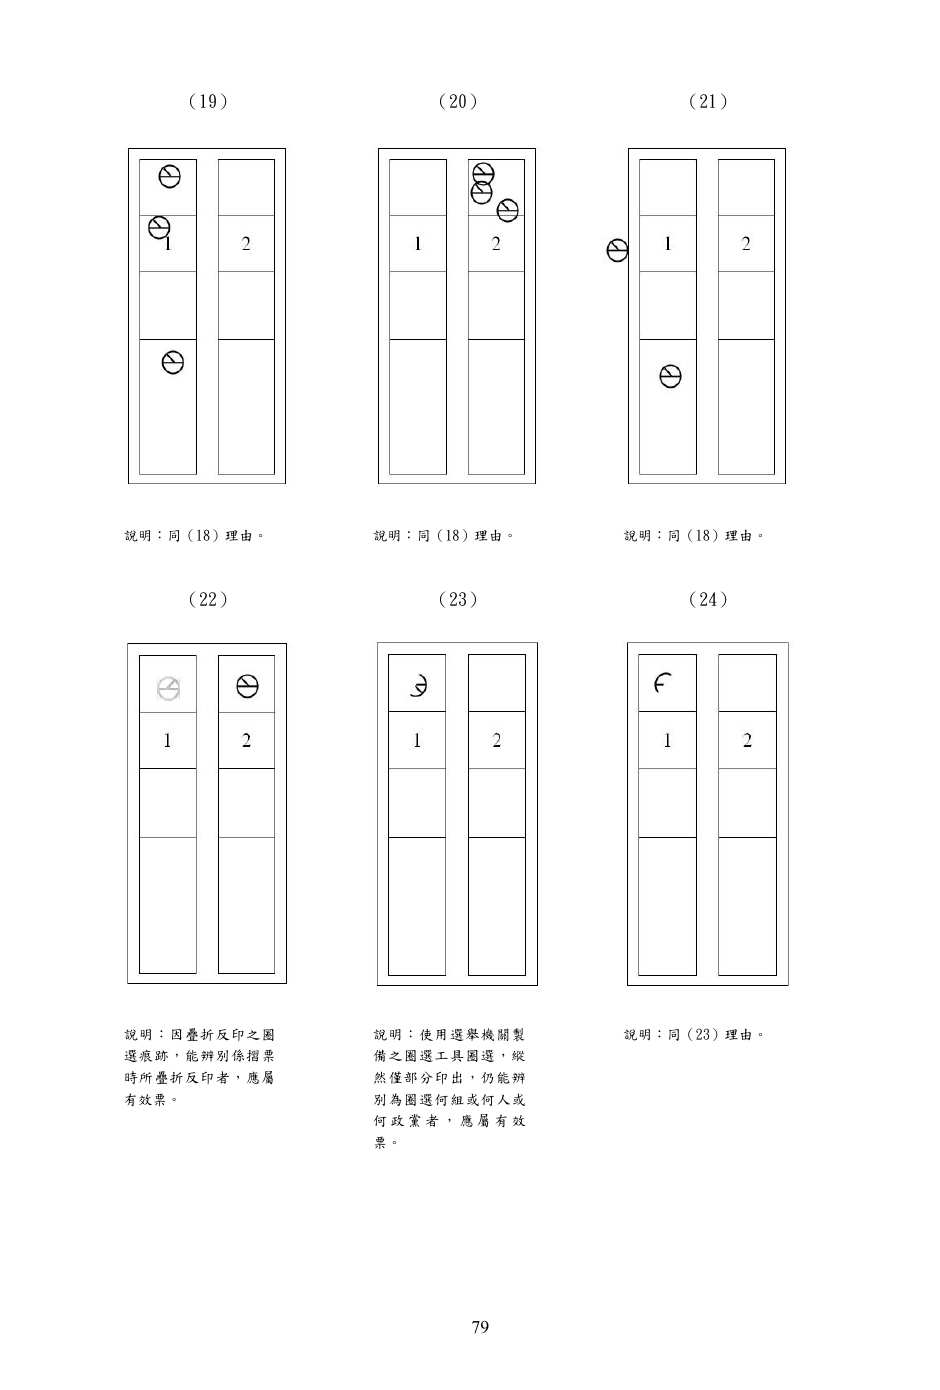 （19）
（20）
（21）
1 2
1 2
1 2
說明：同（18）理由。
說明：同（18）理由。
說明：同（18）理由。
（22）
（23）
（24）
1 2
1 2
1 2
說明：因疊折反印之圈
選痕跡，能辨別係摺票
時所疊折反印者，應屬
有效票。
說明：使用選舉機關製
備之圈選工具圈選，縱
然僅部分印出，仍能辨
別為圈選何組或何人或
何政黨者，應屬有效
票。
說明：同（23）理由。
79